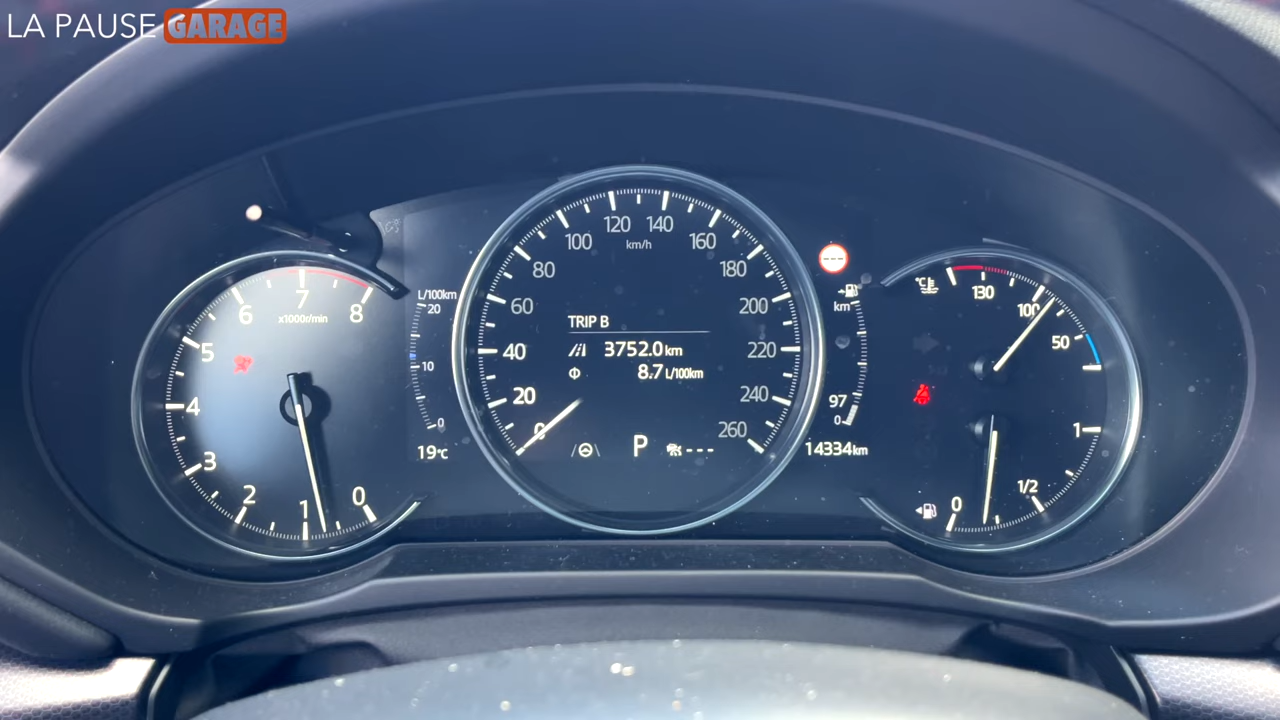 LA PAUSE GARAGE
120 140
100 160
km/h
80 180
60 200
40 220
20 240
0 260
TRIP B
3752.0 km
8.7 L/100km
P ---
7
6 8
x1000r/min
5
4
3
2
1
0
L/100km
20
10
0
19°C
---
km
97
0
14334km
°C
130
100
50
1
1/2
0